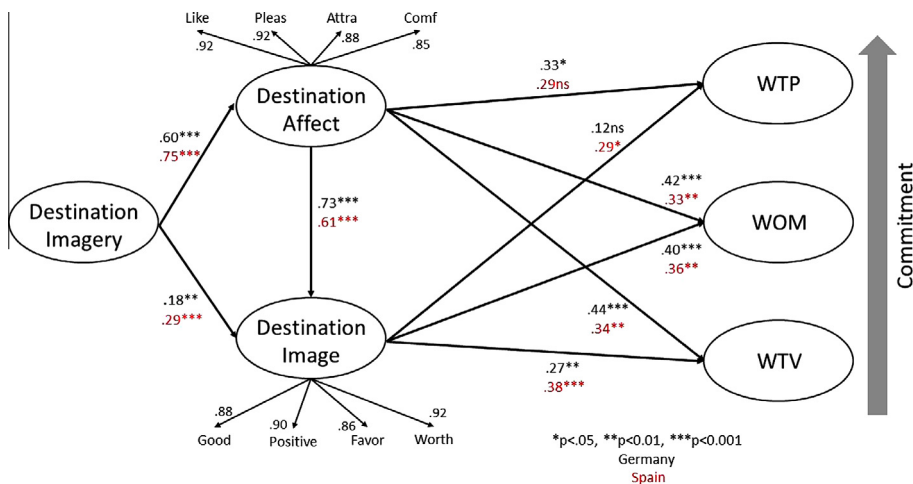 Like Pleas Attra Comf
.92 .92 .88 .85
Destination
Affect
.33*
.29ns
WTP
.12ns
.29*
.60***
.75***
.42***
.33**
Destination
Imagery
.73***
.61***
WOM
.40***
.36**
.18**
.29***
Destination
Image
.44***
.34**
WTV
.27**
.38***
Commitment
.88 .90 .86 .92
Good Positive Favor Worth
*p<.05, **p<0.01, ***p<0.001
Germany
Spain